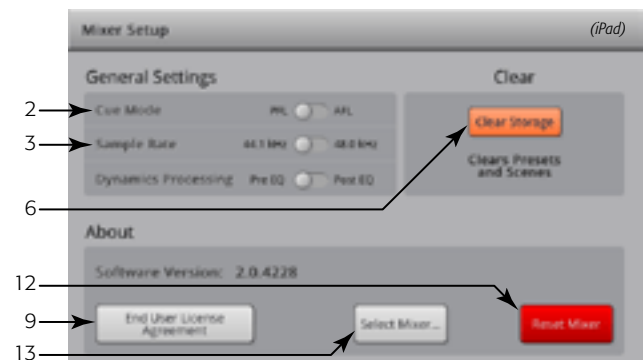 Mixer Setup (iPad)
General Settings Clear
2 Cue Mode PFL AFL
Clear Storage
3 Sample Rate 44.1 kHz 48.0 kHz
Clears Presets
and Scenes
Dynamics Processing Pre EQ Post EQ
6
About
12
Software Version: 2.0.4228
9 End User License
Agreement
Select Mixer...
Reset Mixer
13